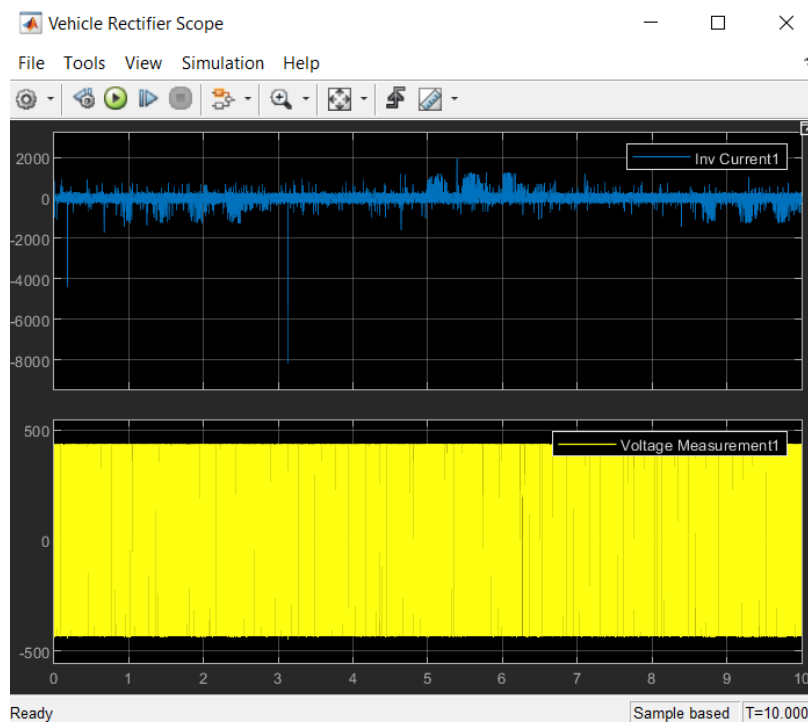 Vehicle Rectifier Scope
File Tools View Simulation Help
Inv Current1
2000
0
-2000
-4000
-6000
-8000
Voltage Measurement1
500
0
-500
0 1 2 3 4 5 6 7 8 9 10
Ready Sample based T=10.000